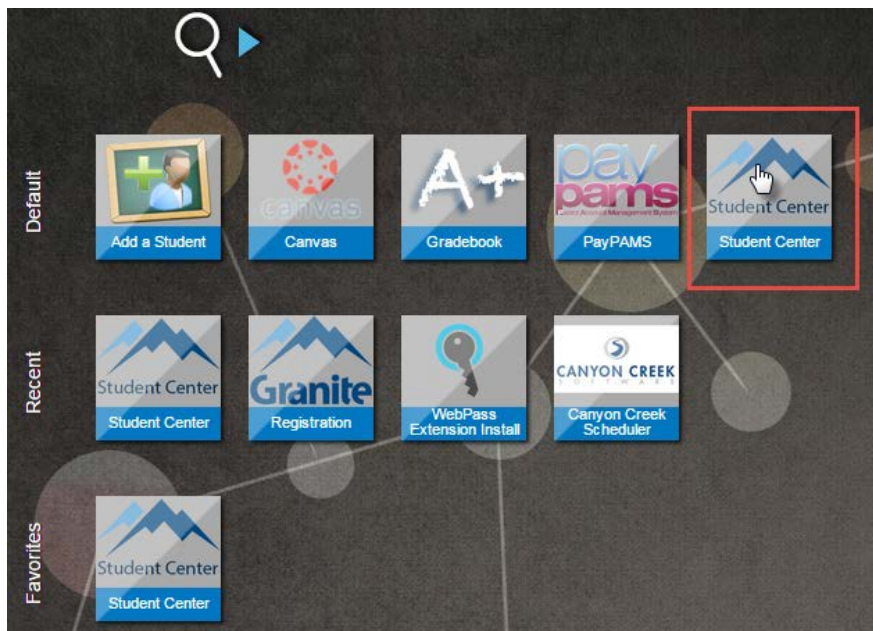 Default
Add a Student
canvas
Canvas
A+
Gradebook
pay
pams
PayPAMS
Student Center
Student Center
Recent
Student Center
Student Center
Granite
Registration
WebPass
Extension Install
CANYON CREEK
SOFTWARE
Canyon Creek
Scheduler
Favorites
Student Center
Student Center